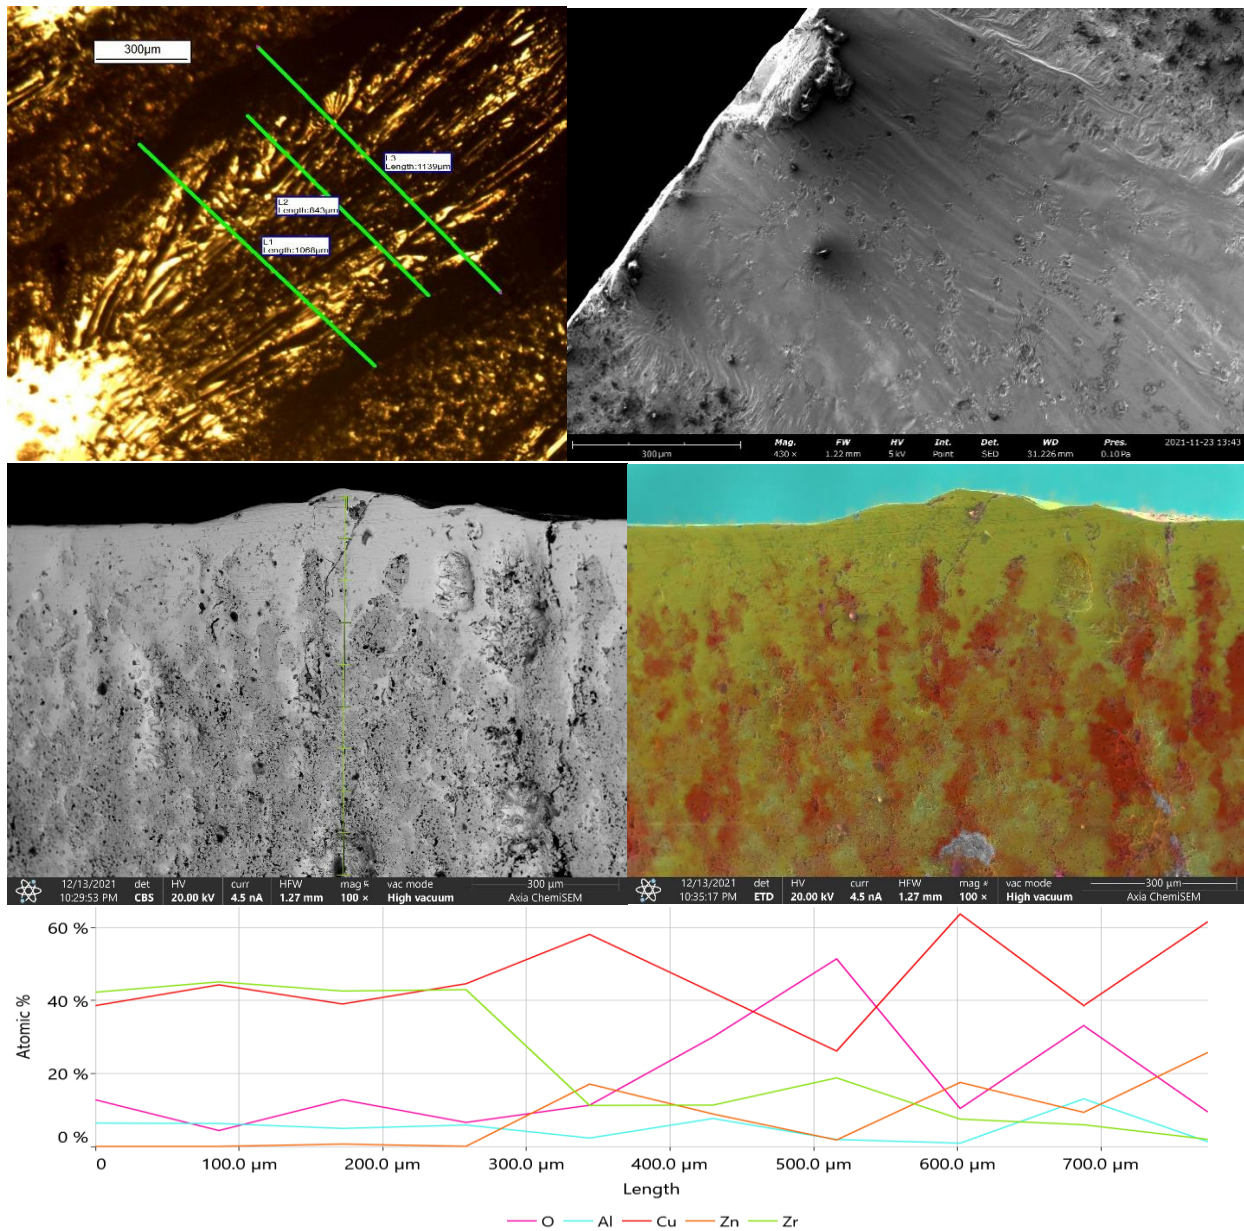 300µm
L3
Length:1139µm
L2
Length:843µm
L1
Length:1068µm
300 µm
Mag. FW HV Int. Det. WD Pres. 2021-11-23 13:43
430 × 1.22 mm 5 kV Point SED 31.226 mm 0.10 Pa
12/13/2021 det HV curr HFW mag vac mode 300 µm
10:29:53 PM CBS 20.00 kV 4.5 nA 1.27 mm 100 × High vacuum Axia ChemiSEM
12/13/2021 det HV curr HFW mag vac mode 300 µm
10:35:17 PM ETD 20.00 kV 4.5 nA 1.27 mm 100 × High vacuum Axia ChemiSEM
60 %
40 %
20 %
0 %
Atomic %
0 100.0 µm 200.0 µm 300.0 µm 400.0 µm 500.0 µm 600.0 µm 700.0 µm
Length
O Al Cu Zn Zr